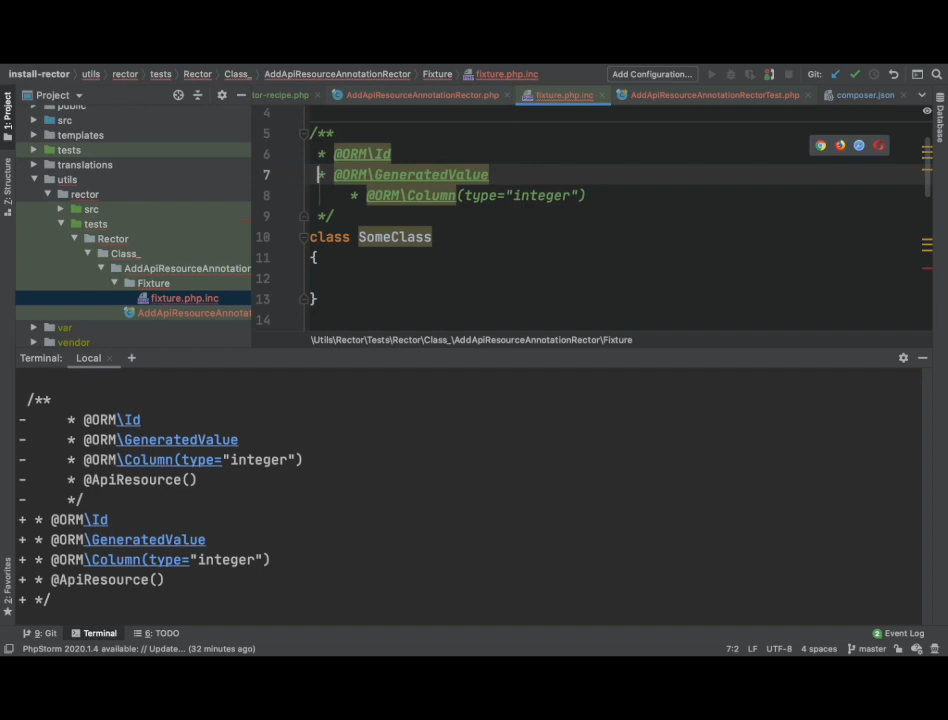 install-rector utils rector tests Rector Class_ AddApiResourceAnnotationRector Fixture fixture.php.inc Add Configuration... Git:
1: Project
Project
tor-recipe.php AddApiResourceAnnotationRector.php fixture.php.inc AddApiResourceAnnotationRectorTest.php composer.json
Database
public
src
templates
tests
translations
utils
rector
src
tests
Rector
Class_
AddApiResourceAnnotation
Fixture
fixture.php.inc
AddApiResourceAnnotat
var
vendor
Z: Structure
4
5 /**
6 * @ORM\Id
7 * @ORM\GeneratedValue
8 * @ORM\Column(type="integer")
9 */
10 class SomeClass
11 {
12
13 }
14
\Utils\Rector\Tests\Rector\Class_\AddApiResourceAnnotationRector\Fixture
Terminal: Local +
/**
- * @ORM\Id
- * @ORM\GeneratedValue
- * @ORM\Column(type="integer")
- * @ApiResource()
- */
+ * @ORM\Id
+ * @ORM\GeneratedValue
+ * @ORM\Column(type="integer")
+ * @ApiResource()
+ */
2: Favorites
9: Git Terminal 6: TODO 2 Event Log
PhpStorm 2020.1.4 available: // Update... (32 minutes ago) 7:2 LF UTF-8 4 spaces master